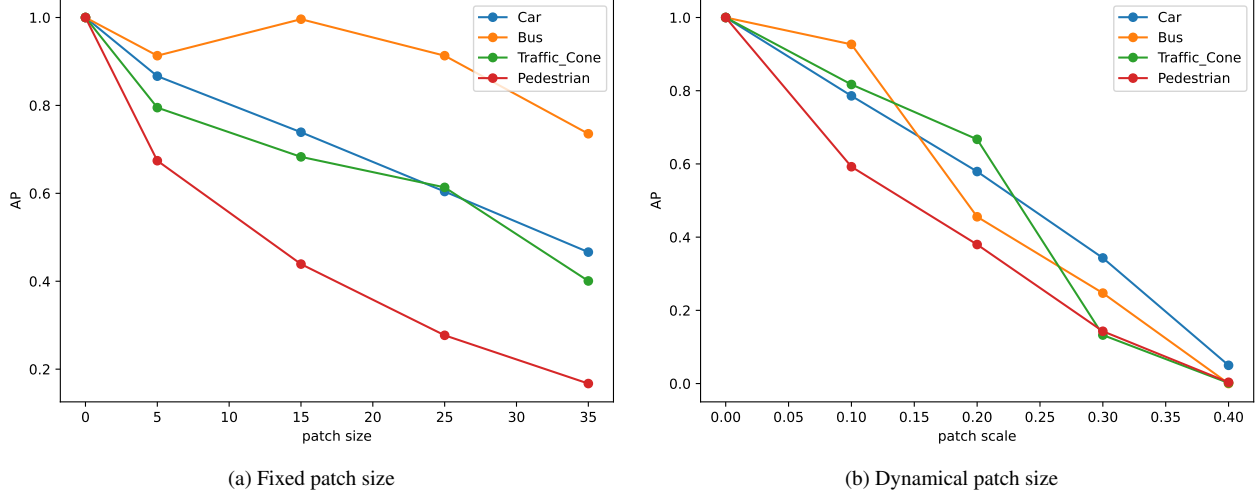 1.0
0.8
0.6
0.4
0.2
AP
0
5
10
15
20
25
30
35
patch size
Car
Bus
Traffic_Cone
Pedestrian
(a) Fixed patch size
1.0
0.8
0.6
0.4
0.2
0.0
AP
0.00
0.05
0.10
0.15
0.20
0.25
0.30
0.35
0.40
patch scale
Car
Bus
Traffic_Cone
Pedestrian
(b) Dynamical patch size